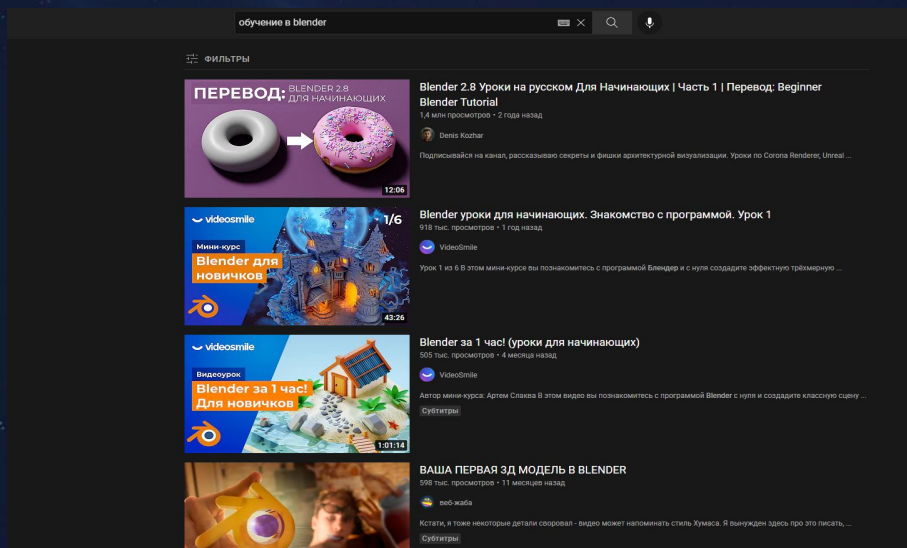 обучение в blender
ФИЛЬТРЫ
ПЕРЕВОД: BLENDER 2.8
ДЛЯ НАЧИНАЮЩИХ
12:06
Blender 2.8 Уроки на русском Для Начинающих | Часть 1 | Перевод: Beginner
Blender Tutorial
1,4 млн просмотров • 2 года назад
Denis Kozhar
Подписывайся на канал, рассказываю секреты и фишки архитектурной визуализации. Уроки по Corona Renderer, Unreal ...
videosmile
1/6
Мини-курс
Blender для
новичков
43:26
Blender уроки для начинающих. Знакомство с программой. Урок 1
918 тыс. просмотров • 1 год назад
VideoSmile
Урок 1 из 6 В этом мини-курсе вы познакомитесь с программой Блендер и с нуля создадите эффектную трёхмерную ...
videosmile
Видеоурок
Blender за 1 час!
Для новичков
1:01:14
Blender за 1 час! (уроки для начинающих)
505 тыс. просмотров • 4 месяца назад
VideoSmile
Автор мини-курса: Артем Слаква В этом видео вы познакомитесь с программой Blender с нуля и создадите классную сцену ...
Субтитры
ВАША ПЕРВАЯ 3Д МОДЕЛЬ В BLENDER
598 тыс. просмотров • 11 месяцев назад
веб-жаба
Кстати, я тоже некоторые детали своровал - видео может напоминать стиль Хумаса. Я вынужден здесь про это писать, ...
Субтитры